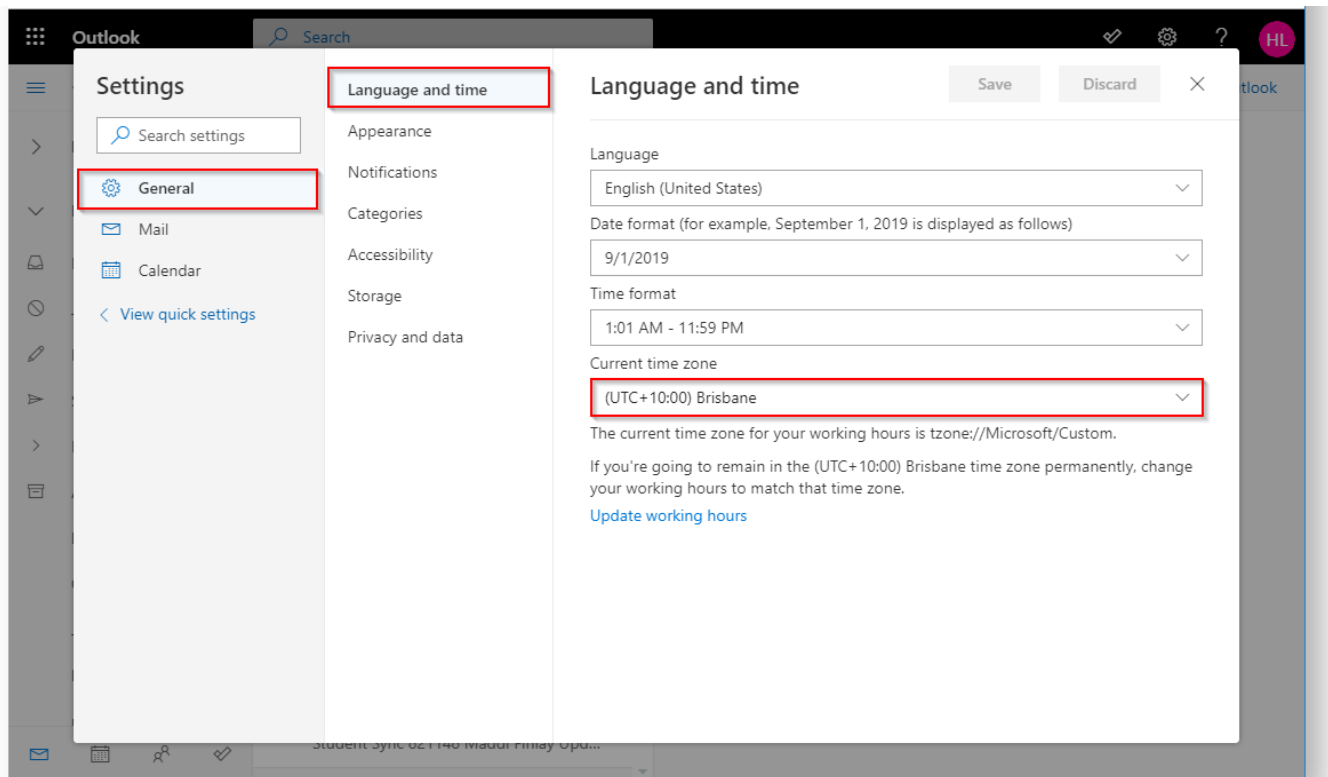 Outlook
Search
HL
tlook
Settings
Search settings
General
Mail
Calendar
View quick settings
Language and time
Appearance
Notifications
Categories
Accessibility
Storage
Privacy and data
Language and time
Save
Discard
Language
English (United States)
Date format (for example, September 1, 2019 is displayed as follows)
9/1/2019
Time format
1:01 AM - 11:59 PM
Current time zone
(UTC+10:00) Brisbane
The current time zone for your working hours is tzone://Microsoft/Custom.
If you're going to remain in the (UTC+10:00) Brisbane time zone permanently, change
your working hours to match that time zone.
Update working hours